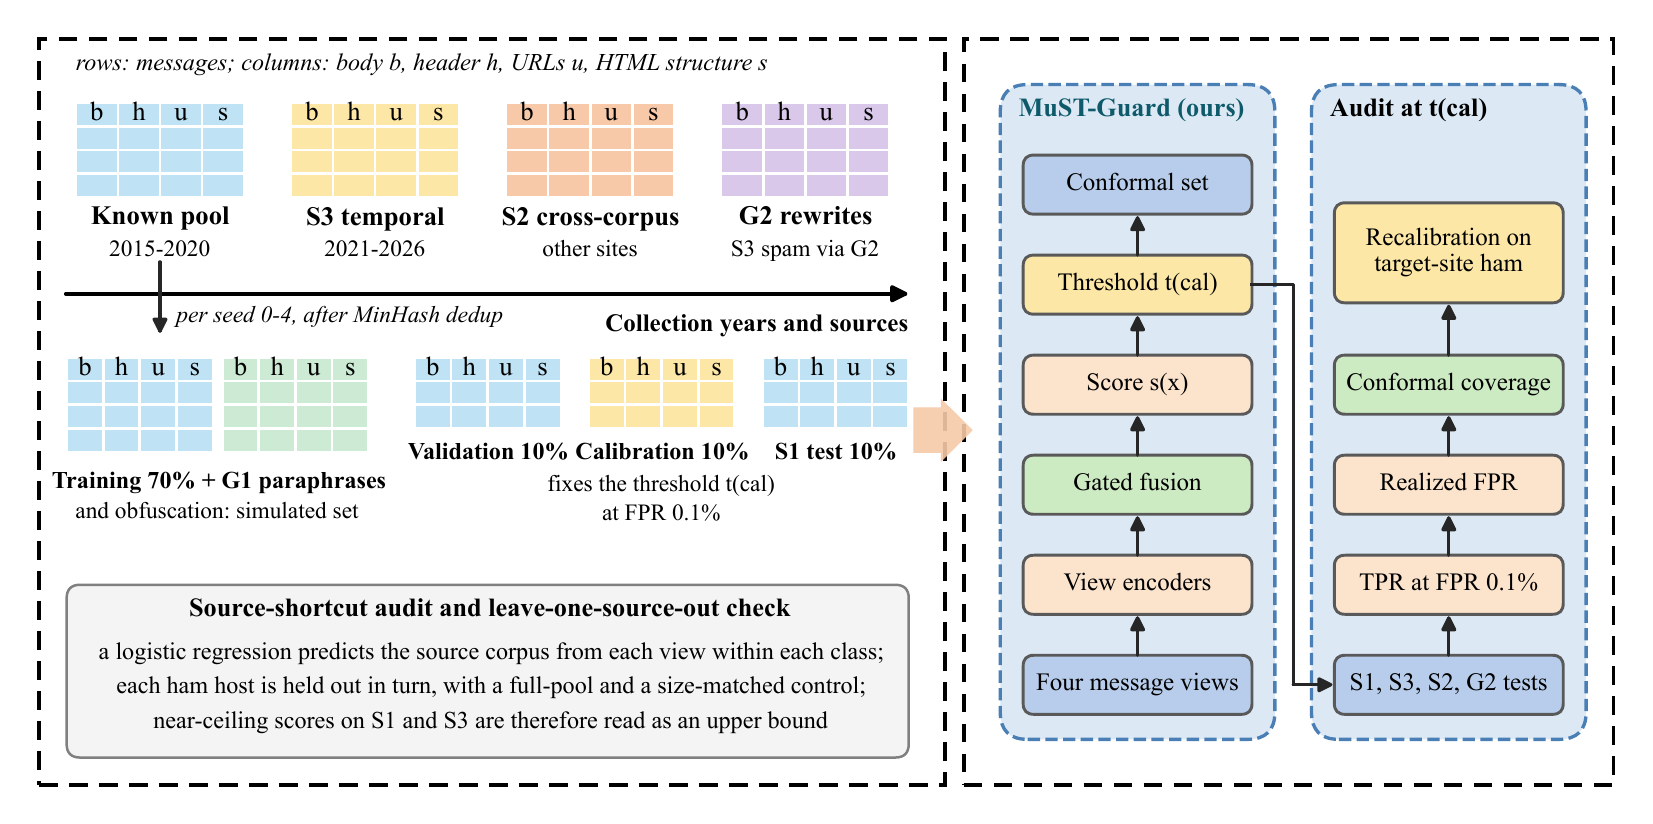 rows: messages; columns: body b, header h, URLs u, HTML structure s
b h u s
b h u s
b h u s
b h u s
Known pool
2015-2020
S3 temporal
2021-2026
S2 cross-corpus
other sites
G2 rewrites
S3 spam via G2
per seed 0-4, after MinHash dedup
Collection years and sources
b h u s
b h u s
b h u s
b h u s
b h u s
Training 70% + G1 paraphrases
and obfuscation: simulated set
Validation 10%
Calibration 10%
fixes the threshold t(cal)
at FPR 0.1%
S1 test 10%
Source-shortcut audit and leave-one-source-out check
a logistic regression predicts the source corpus from each view within each class;
each ham host is held out in turn, with a full-pool and a size-matched control;
near-ceiling scores on S1 and S3 are therefore read as an upper bound
MuST-Guard (ours)
Conformal set
Threshold t(cal)
Score s(x)
Gated fusion
View encoders
Four message views
Audit at t(cal)
Recalibration on
target-site ham
Conformal coverage
Realized FPR
TPR at FPR 0.1%
S1, S3, S2, G2 tests